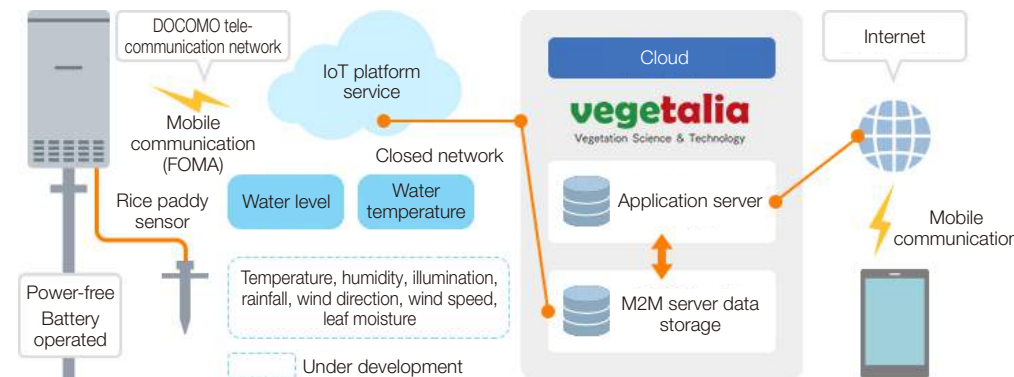 DOCOMO tele-
communication network
Mobile
communication
(FOMA)
Rice paddy
sensor
Power-free
Battery
operated
IoT platform
service
Closed network
Water level
Water
temperature
Temperature, humidity, illumination,
rainfall, wind direction, wind speed,
leaf moisture
Under development
Cloud
vegetalia
Vegetation Science & Technology
Application server
M2M server data
storage
Internet
Mobile
communication